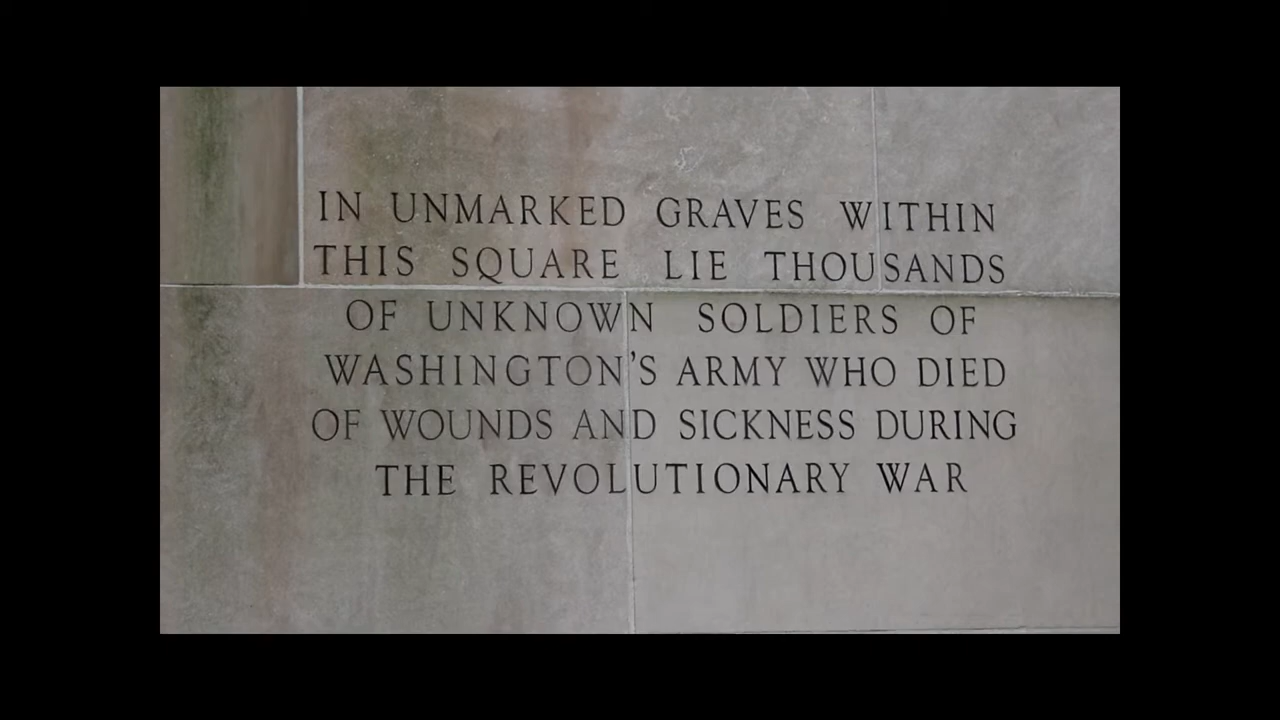 IN UNMARKED GRAVES WITHIN
THIS SQUARE LIE THOUSANDS
OF UNKNOWN SOLDIERS OF
WASHINGTON'S ARMY WHO DIED
OF WOUNDS AND SICKNESS DURING
THE REVOLUTIONARY WAR